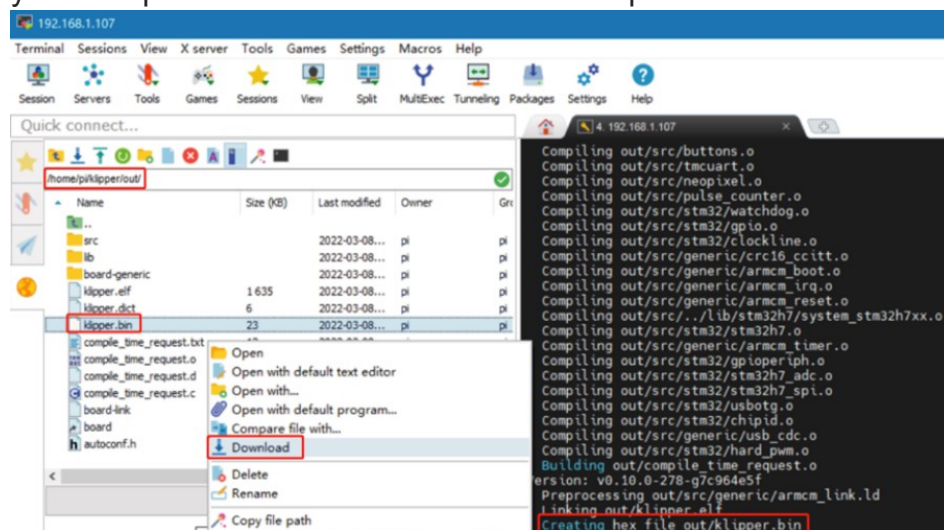 192.168.1.107
Terminal Sessions View X server Tools Games Settings Macros Help
Session Servers Tools Games Sessions View Split MultiExec Tunneling Packages Settings Help
Quick connect...
4. 192.168.1.107
/home/pi/klipper/out/
Name Size (KB) Last modified Owner Gro
..
src 2022-03-08... pi pi
lib 2022-03-08... pi pi
board-generic 2022-03-08... pi pi
klipper.elf 1 635 2022-03-08... pi pi
klipper.dict 6 2022-03-08... pi pi
klipper.bin 23 2022-03-08... pi pi
compile_time_request.txt
compile_time_request.o
compile_time_request.d
compile_time_request.c
board-link
board
autoconf.h
Open
Open with default text editor
Open with...
Open with default program...
Compare file with...
Download
Delete
Rename
Copy file path
Compiling out/src/buttons.o
Compiling out/src/tmcuart.o
Compiling out/src/neopixel.o
Compiling out/src/pulse_counter.o
Compiling out/src/stm32/watchdog.o
Compiling out/src/stm32/gpio.o
Compiling out/src/stm32/clockline.o
Compiling out/src/generic/crc16_ccitt.o
Compiling out/src/generic/armcm_boot.o
Compiling out/src/generic/armcm_irq.o
Compiling out/src/generic/armcm_reset.o
Compiling out/src/../lib/stm32h7/system_stm32h7xx.o
Compiling out/src/stm32/stm32h7.o
Compiling out/src/generic/armcm_timer.o
Compiling out/src/stm32/gpioperiph.o
Compiling out/src/stm32/stm32h7_adc.o
Compiling out/src/stm32/stm32h7_spi.o
Compiling out/src/stm32/usbotg.o
Compiling out/src/stm32/chipid.o
Compiling out/src/generic/usb_cdc.o
Compiling out/src/stm32/hard_pwm.o
Building out/compile_time_request.o
ersion: v0.10.0-278-g7c964e5f
Preprocessing out/src/generic/armcm_link.ld
Linking out/klipper.elf
Creating hex file out/klipper.bin